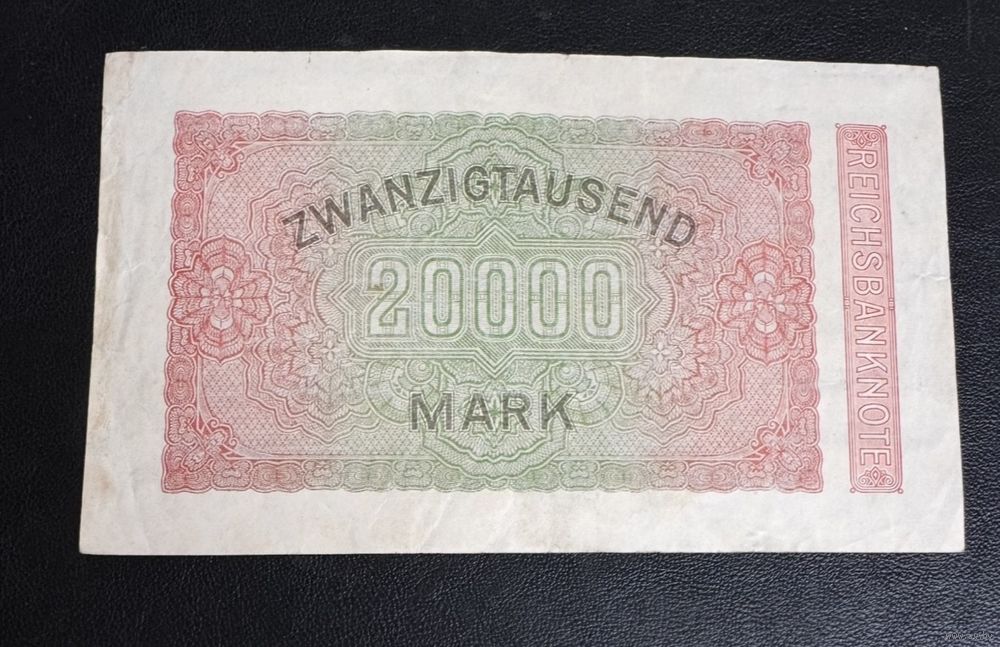 ZWANZIGTAUSEND
20000
MARK
REICHSBANKNOTE